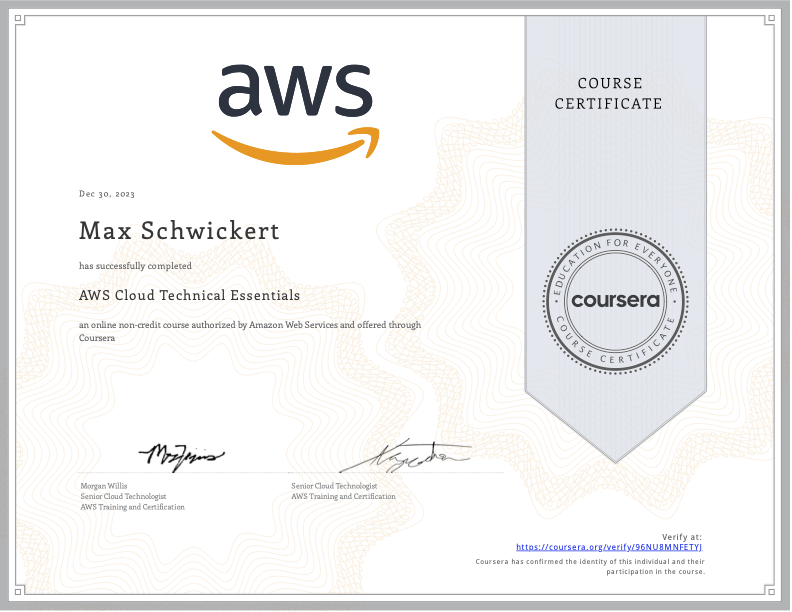 aws
COURSE
CERTIFICATE
Dec 30, 2023
Max Schwickert
has successfully completed
AWS Cloud Technical Essentials
an online non-credit course authorized by Amazon Web Services and offered through
Coursera
EDUCATION FOR EVERYONE
coursera
COURSE CERTIFICATE
Morgan Willis
Senior Cloud Technologist
AWS Training and Certification
Senior Cloud Technologist
AWS Training and Certification
Verify at:
https://coursera.org/verify/96NU8MNFETYJ
Coursera has confirmed the identity of this individual and their
participation in the course.